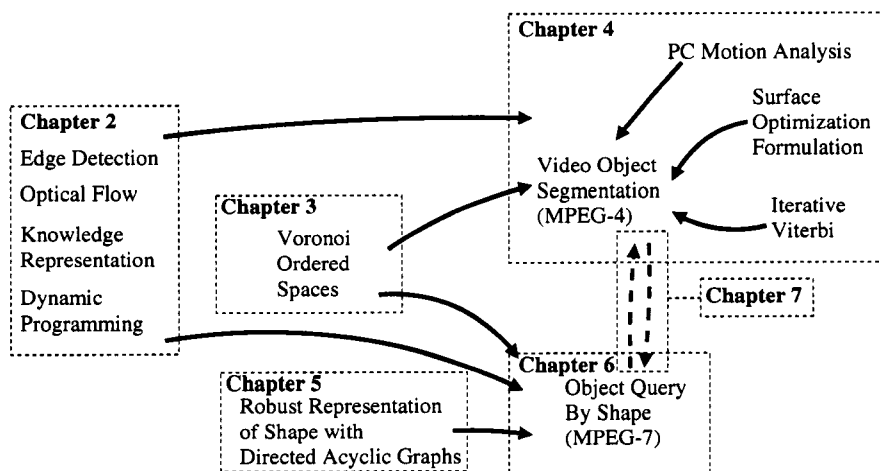 Chapter 4
PC Motion Analysis
Surface
Optimization
Formulation
Video Object
Segmentation
(MPEG-4)
Iterative
Viterbi
Chapter 2
Edge Detection
Optical Flow
Knowledge
Representation
Dynamic
Programming
Chapter 3
Voronoi
Ordered
Spaces
Chapter 7
Chapter 5
Robust Representation
of Shape with
Directed Acyclic Graphs
Chapter 6
Object Query
By Shape
(MPEG-7)